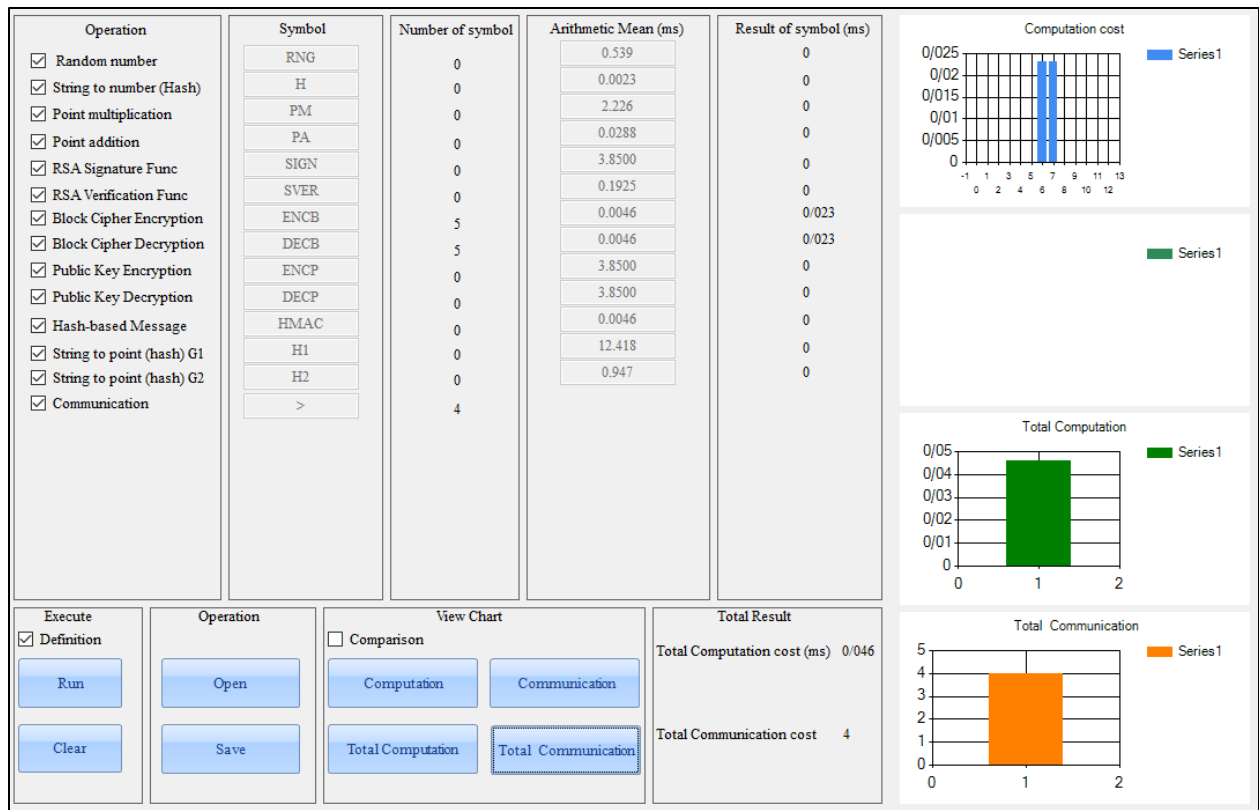 Operation
Random number
String to number (Hash)
Point multiplication
Point addition
RSA Signature Func
RSA Verification Func
Block Cipher Encryption
Block Cipher Decryption
Public Key Encryption
Public Key Decryption
Hash-based Message
String to point (hash) G1
String to point (hash) G2
Communication
Symbol
RNG
H
PM
PA
SIGN
SVER
ENCB
DECB
ENCP
DECP
HMAC
H1
H2
>
Number of symbol
0
0
0
0
0
0
5
5
0
0
0
0
0
4
Arithmetic Mean (ms)
0.539
0.0023
2.226
0.0288
3.8500
0.1925
0.0046
0.0046
3.8500
3.8500
0.0046
12.418
0.947
Result of symbol (ms)
0
0
0
0
0
0
0/023
0/023
0
0
0
0
0
Computation cost
Series1
0/025
0/02
0/015
0/01
0/005
0
-1 1 3 5 7 9 11 13
0 2 4 6 8 10 12
Series1
Total Computation
Series1
0/05
0/04
0/03
0/02
0/01
0
0 1 2
Total Communication
Series1
5
4
3
2
1
0
0 1 2
Execute
Definition
Run
Clear
Operation
Open
Save
View Chart
Comparison
Computation Communication
Total Computation Total Communication
Total Result
Total Computation cost (ms) 0/046
Total Communication cost 4